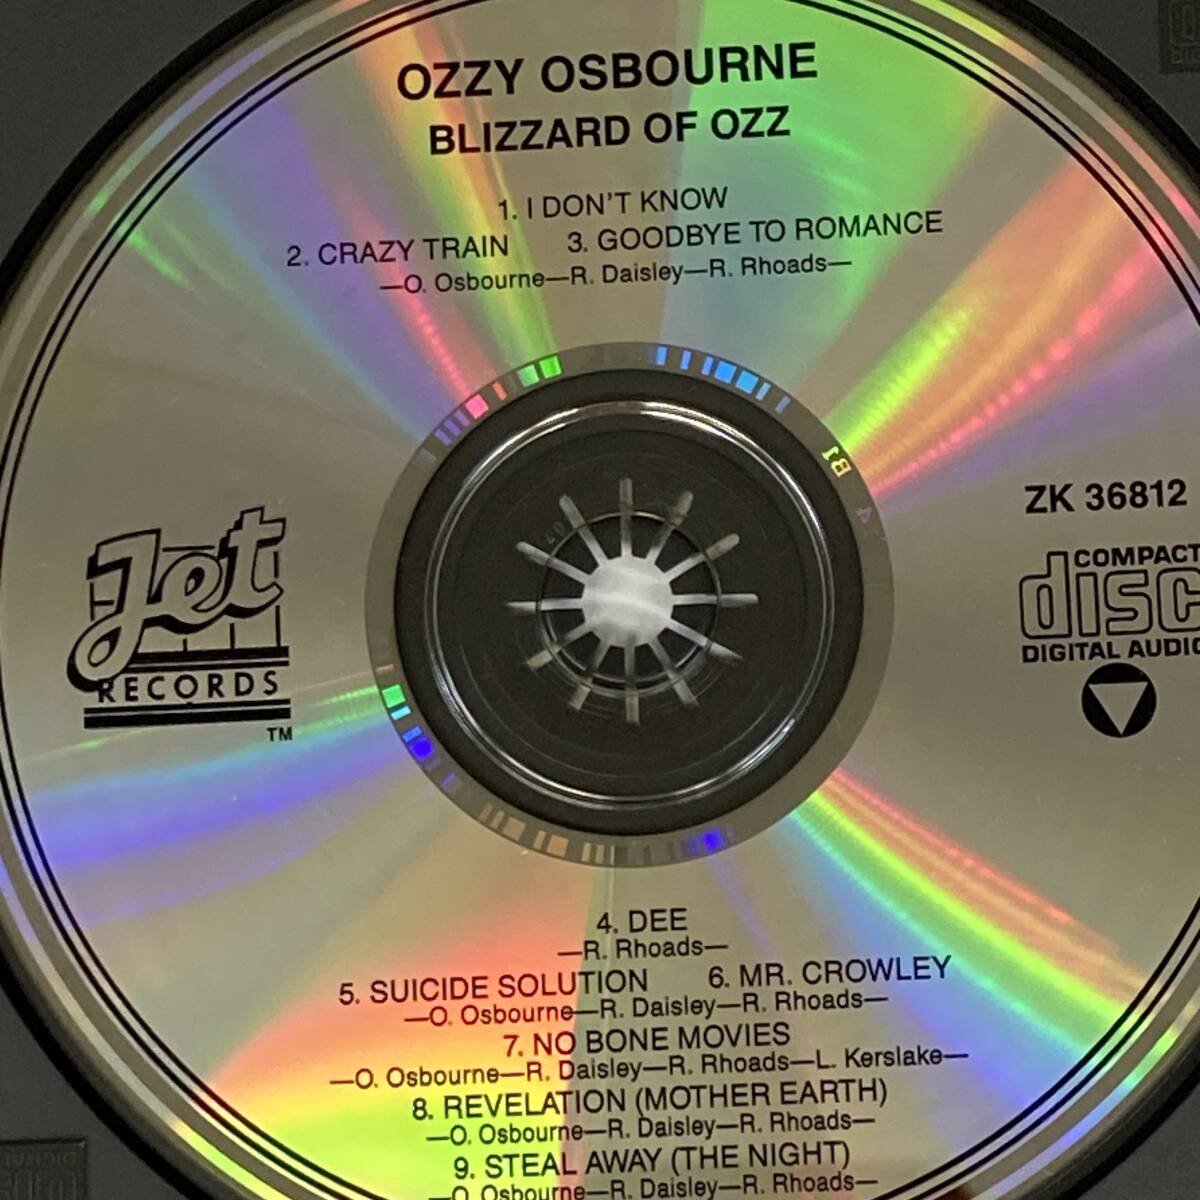 OZZY OSBOURNE
BLIZZARD OF OZZ
1. I DON'T KNOW
2. CRAZY TRAIN 3. GOODBYE TO ROMANCE
—O. Osbourne—R. Daisley—R. Rhoads—
Jet
RECORDS
TM
ZK 36812
COMPACT
disc
DIGITAL AUDIO
4. DEE
—R. Rhoads—
5. SUICIDE SOLUTION 6. MR. CROWLEY
—O. Osbourne—R. Daisley—R. Rhoads—
7. NO BONE MOVIES
—O. Osbourne—R. Daisley—R. Rhoads—L. Kerslake—
8. REVELATION (MOTHER EARTH)
—O. Osbourne—R. Daisley—R. Rhoads—
9. STEAL AWAY (THE NIGHT)
—O. Osbourne—R. Daisley—R. Rhoads—